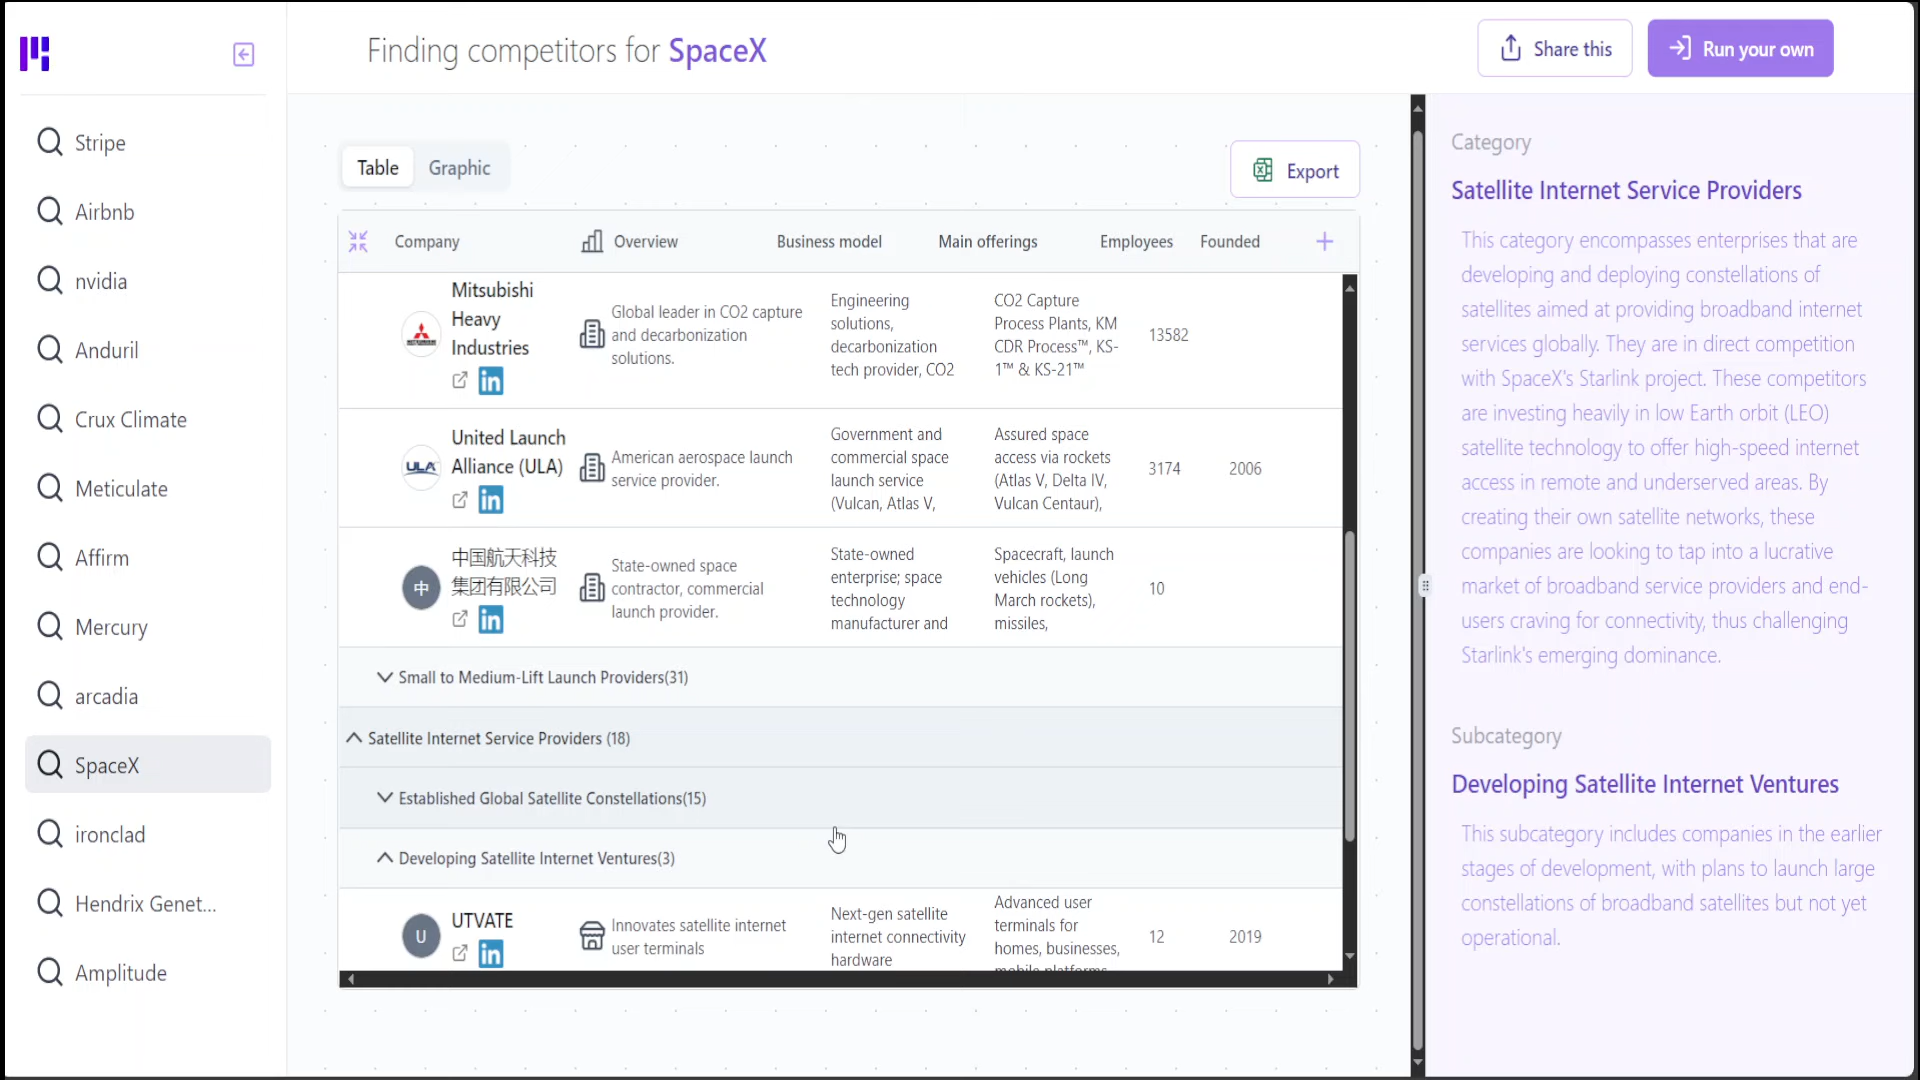 Finding competitors for SpaceX
Share this
Run your own
Stripe
Airbnb
nvidia
Anduril
Crux Climate
Meticulate
Affirm
Mercury
arcadia
SpaceX
ironclad
Hendrix Genet...
Amplitude
Table
Graphic
Export
Company
Overview
Business model
Main offerings
Employees
Founded
Mitsubishi
Heavy
Industries
Global leader in CO2 capture
and decarbonization
solutions.
Engineering
solutions,
decarbonization
tech provider, CO2
CO2 Capture
Process Plants, KM
CDR Process™, KS-
1™ & KS-21™
13582
ULA
United Launch
Alliance (ULA)
American aerospace launch
service provider.
Government and
commercial space
launch service
(Vulcan, Atlas V,
Assured space
access via rockets
(Atlas V, Delta IV,
Vulcan Centaur),
3174
2006
中
中国航天科技
集团有限公司
State-owned space
contractor, commercial
launch provider.
State-owned
enterprise; space
technology
manufacturer and
Spacecraft, launch
vehicles (Long
March rockets),
missiles,
10
Small to Medium-Lift Launch Providers(31)
Satellite Internet Service Providers (18)
Established Global Satellite Constellations(15)
Developing Satellite Internet Ventures(3)
U
UTVATE
Innovates satellite internet
user terminals
Next-gen satellite
internet connectivity
hardware
Advanced user
terminals for
homes, businesses,
mobile platforms
12
2019
Category
Satellite Internet Service Providers
This category encompasses enterprises that are
developing and deploying constellations of
satellites aimed at providing broadband internet
services globally. They are in direct competition
with SpaceX's Starlink project. These competitors
are investing heavily in low Earth orbit (LEO)
satellite technology to offer high-speed internet
access in remote and underserved areas. By
creating their own satellite networks, these
companies are looking to tap into a lucrative
market of broadband service providers and end-
users craving for connectivity, thus challenging
Starlink's emerging dominance.
Subcategory
Developing Satellite Internet Ventures
This subcategory includes companies in the earlier
stages of development, with plans to launch large
constellations of broadband satellites but not yet
operational.